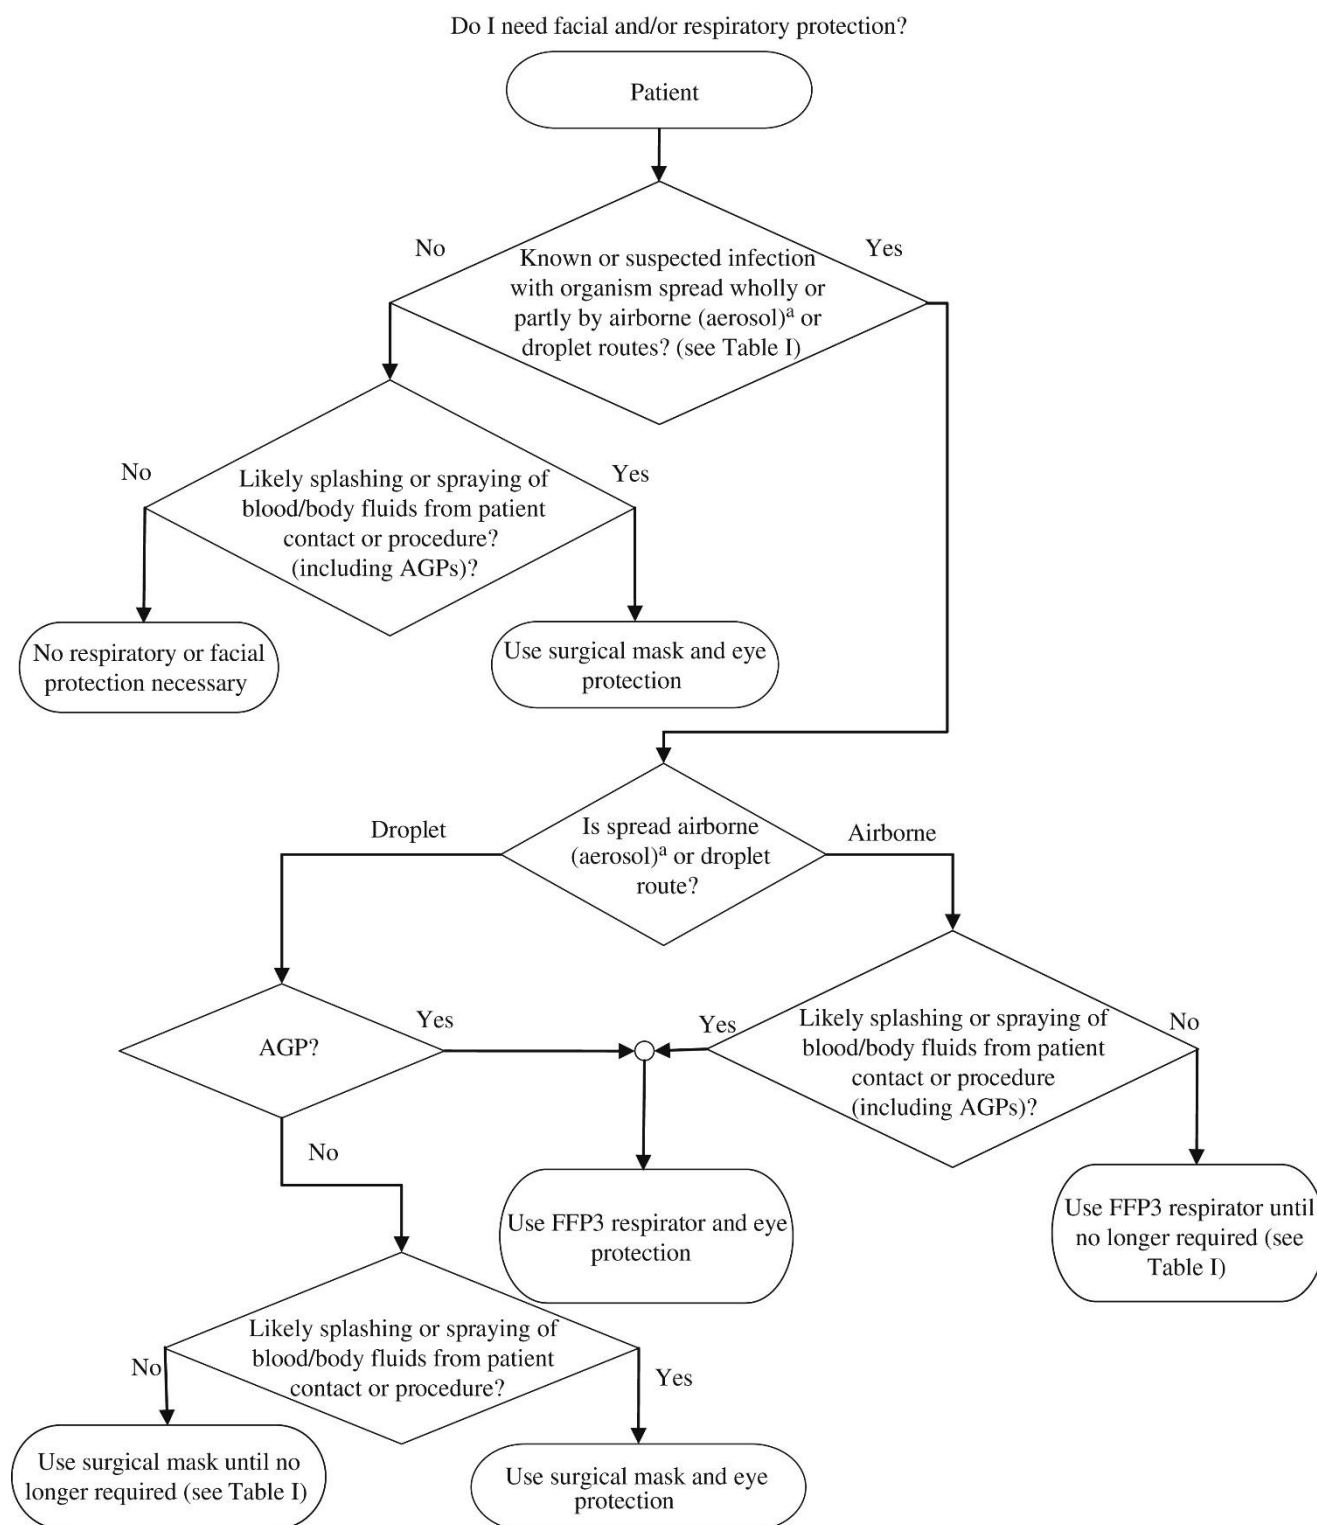 Do I need facial and/or respiratory protection?
Patient
No
Yes
Known or suspected infection
with organism spread wholly or
partly by airborne (aerosol)ᵃ or
droplet routes? (see Table I)
No
Yes
Likely splashing or spraying of
blood/body fluids from patient
contact or procedure?
(including AGPs)?
No respiratory or facial
protection necessary
Use surgical mask and eye
protection
Droplet
Airborne
Is spread airborne
(aerosol)ᵃ or droplet
route?
AGP?
Yes
Yes
No
Likely splashing or spraying of
blood/body fluids from patient
contact or procedure
(including AGPs)?
No
Use FFP3 respirator and eye
protection
Use FFP3 respirator until
no longer required (see
Table I)
Likely splashing or spraying of
blood/body fluids from patient
contact or procedure?
No
Yes
Use surgical mask until no
longer required (see Table I)
Use surgical mask and eye
protection